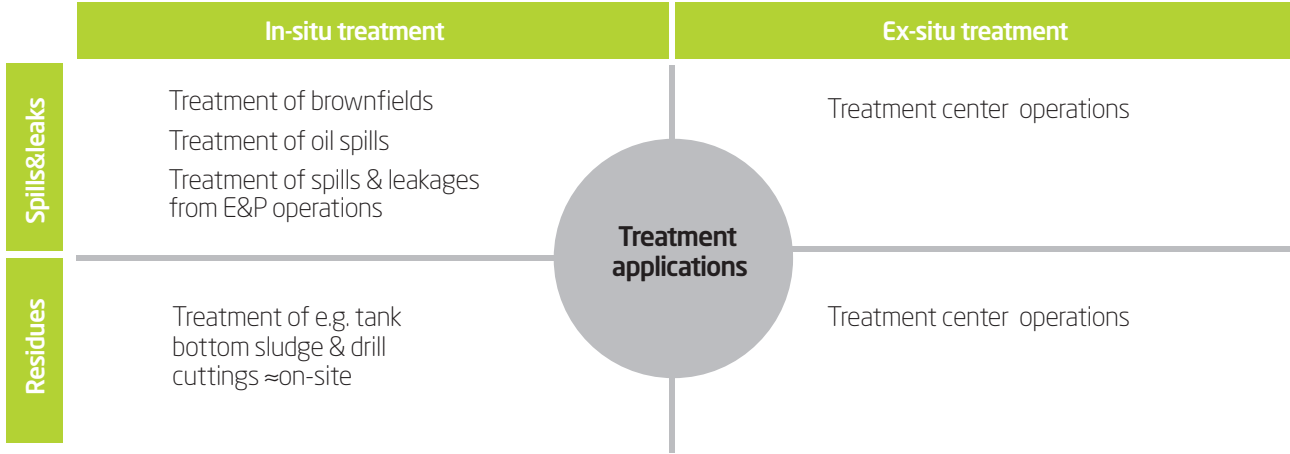 In-situ treatment
Ex-situ treatment
Spills&leaks
Treatment of brownfields
Treatment of oil spills
Treatment of spills & leakages
from E&P operations
Treatment center operations
Treatment
applications
Residues
Treatment of e.g. tank
bottom sludge & drill
cuttings ≈on-site
Treatment center operations